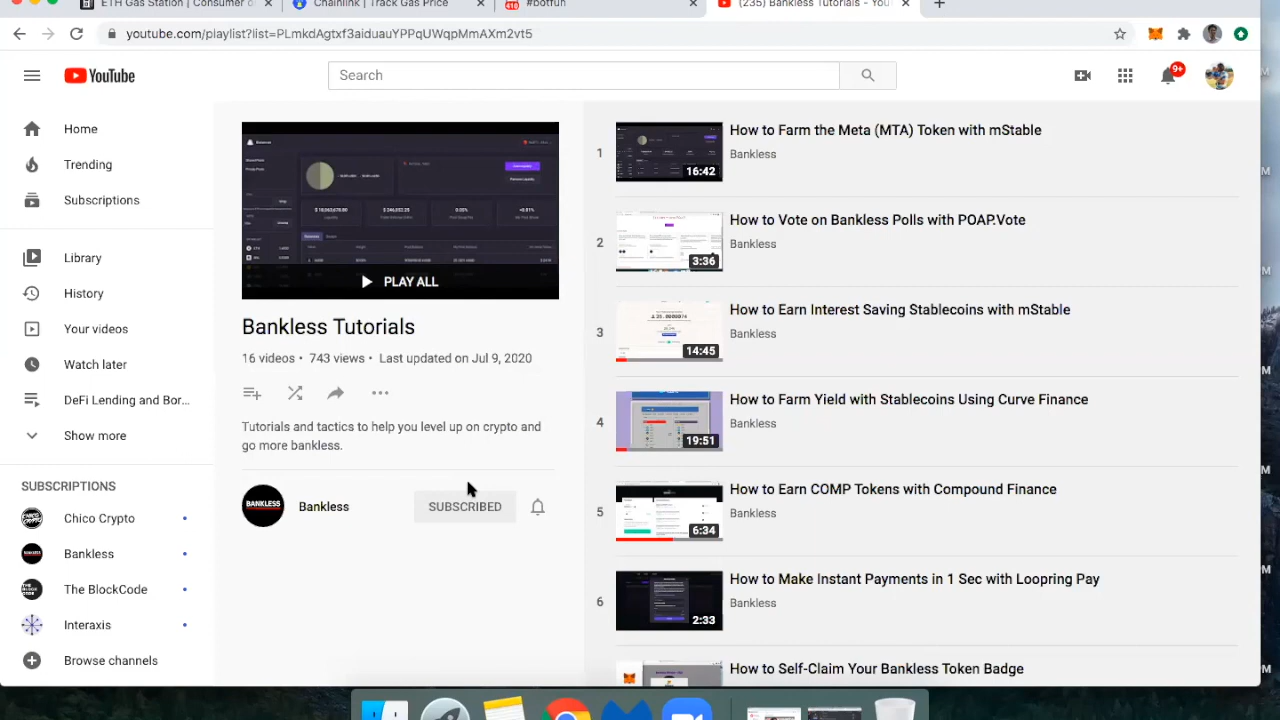 ETH Gas Station | Consumer o
Chainlink | Track Gas Price
#botfun
(235) Bankless Tutorials - You
youtube.com/playlist?list=PLmkdAgtxf3aiduauYPPqUWqpMmAXm2vt5
YouTube
Search
9+
Home
Trending
Subscriptions
Library
History
Your videos
Watch later
DeFi Lending and Bor...
Show more
SUBSCRIPTIONS
Chico Crypto
Bankless
The BlockCode
Interaxis
Browse channels
PLAY ALL
Bankless Tutorials
16 videos • 743 views • Last updated on Jul 9, 2020
Tutorials and tactics to help you level up on crypto and
go more bankless.
BANKLESS
Bankless
SUBSCRIBED
1
16:42
How to Farm the Meta (MTA) Token with mStable
Bankless
2
3:36
How to Vote on Bankless Polls with POAP.Vote
Bankless
3
14:45
How to Earn Interest Saving Stablecoins with mStable
Bankless
4
19:51
How to Farm Yield with Stablecoins Using Curve Finance
Bankless
5
6:34
How to Earn COMP Tokens with Compound Finance
Bankless
6
2:33
How to Make Instant Payments in 1 Sec with Loopring Pay
Bankless
How to Self-Claim Your Bankless Token Badge